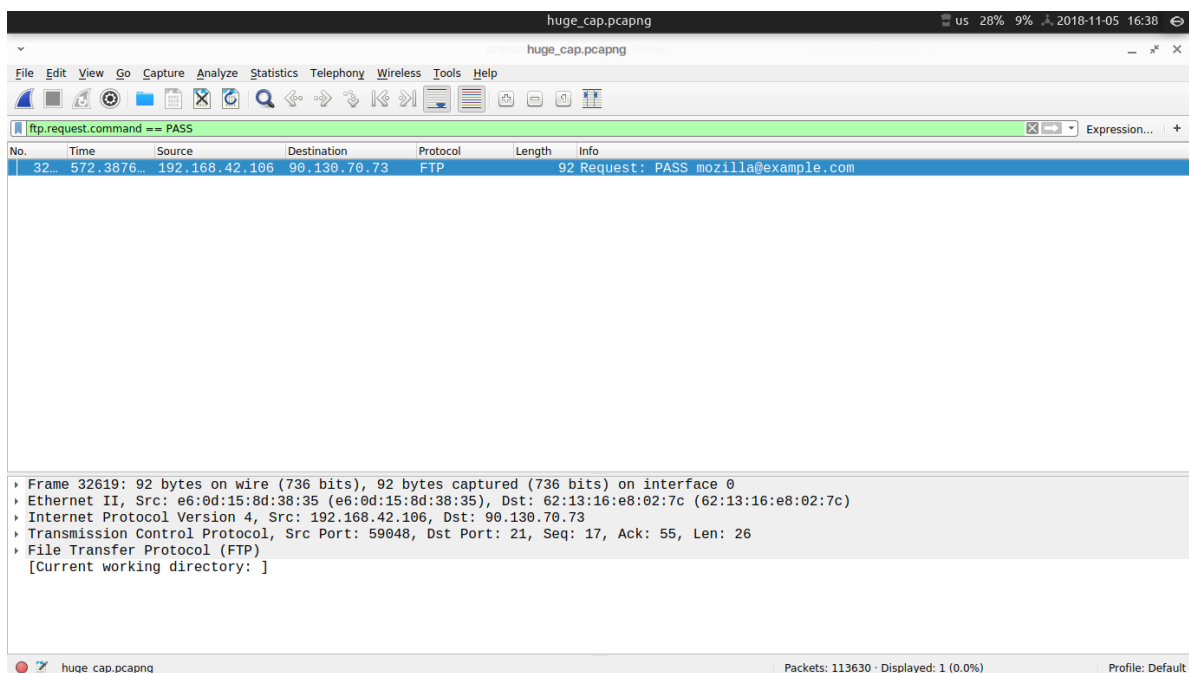 huge_cap.pcapng
us 28% 9% 2018-11-05 16:38
huge_cap.pcapng
File Edit View Go Capture Analyze Statistics Telephony Wireless Tools Help
ftp.request.command == PASS Expression... +
No. Time Source Destination Protocol Length Info
32… 572.3876… 192.168.42.106 90.130.70.73 FTP 92 Request: PASS mozilla@example.com
Frame 32619: 92 bytes on wire (736 bits), 92 bytes captured (736 bits) on interface 0
Ethernet II, Src: e6:0d:15:8d:38:35 (e6:0d:15:8d:38:35), Dst: 62:13:16:e8:02:7c (62:13:16:e8:02:7c)
Internet Protocol Version 4, Src: 192.168.42.106, Dst: 90.130.70.73
Transmission Control Protocol, Src Port: 59048, Dst Port: 21, Seq: 17, Ack: 55, Len: 26
File Transfer Protocol (FTP)
[Current working directory: ]
huge_cap.pcapng Packets: 113630 · Displayed: 1 (0.0%) Profile: Default